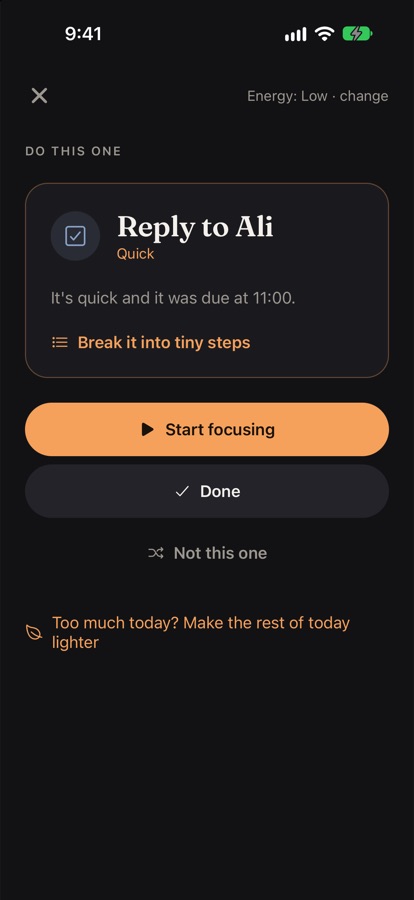 9:41
Energy: Low · change
DO THIS ONE
Reply to Ali
Quick
It's quick and it was due at 11:00.
Break it into tiny steps
Start focusing
Done
Not this one
Too much today? Make the rest of today
lighter